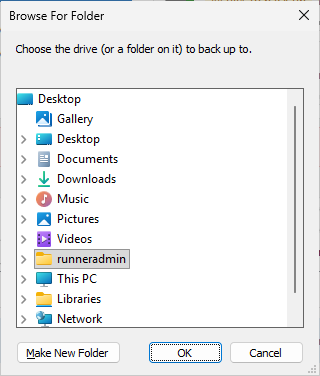 Browse For Folder
Choose the drive (or a folder on it) to back up to.
Desktop
Gallery
Desktop
Documents
Downloads
Music
Pictures
Videos
runneradmin
This PC
Libraries
Network
Make New Folder
OK
Cancel